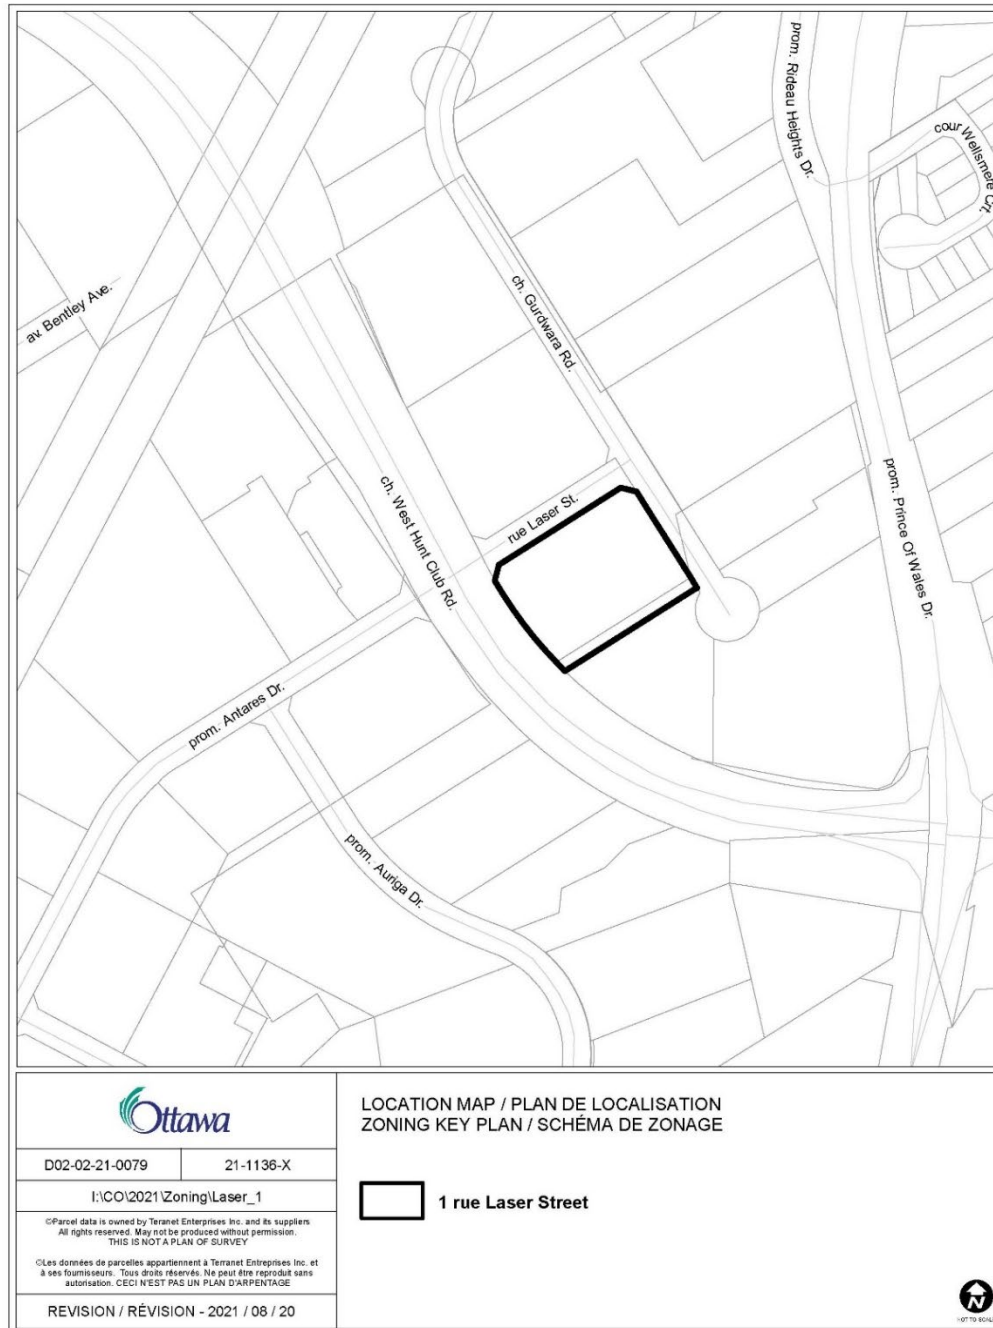 prom. Rideau Heights Dr.
cour Wellsmere Crt.
av. Bentley Ave.
ch. Gurdwara Rd.
ch. West Hunt Club Rd.
rue Laser St.
prom. Prince Of Wales Dr.
prom. Antares Dr.
prom. Auriga Dr.
Ottawa
D02-02-21-0079
21-1136-X
I:\CO\2021\Zoning\Laser_1
©Parcel data is owned by Teranet Enterprises Inc. and its suppliers
All rights reserved. May not be produced without permission.
THIS IS NOT A PLAN OF SURVEY
©Les données de parcelles appartiennent à Terranet Entreprises Inc. et
à ses fournisseurs. Tous droits réservés. Ne peut être reproduit sans
autorisation. CECI N'EST PAS UN PLAN D'ARPENTAGE
REVISION / RÉVISION - 2021 / 08 / 20
LOCATION MAP / PLAN DE LOCALISATION
ZONING KEY PLAN / SCHÉMA DE ZONAGE
1 rue Laser Street
N
NOT TO SCALE